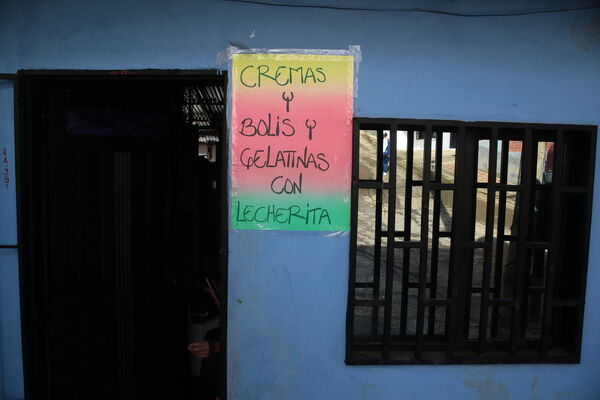 CREMAS
Y
BOLIS Y
GELATINAS
CON
LECHERITA